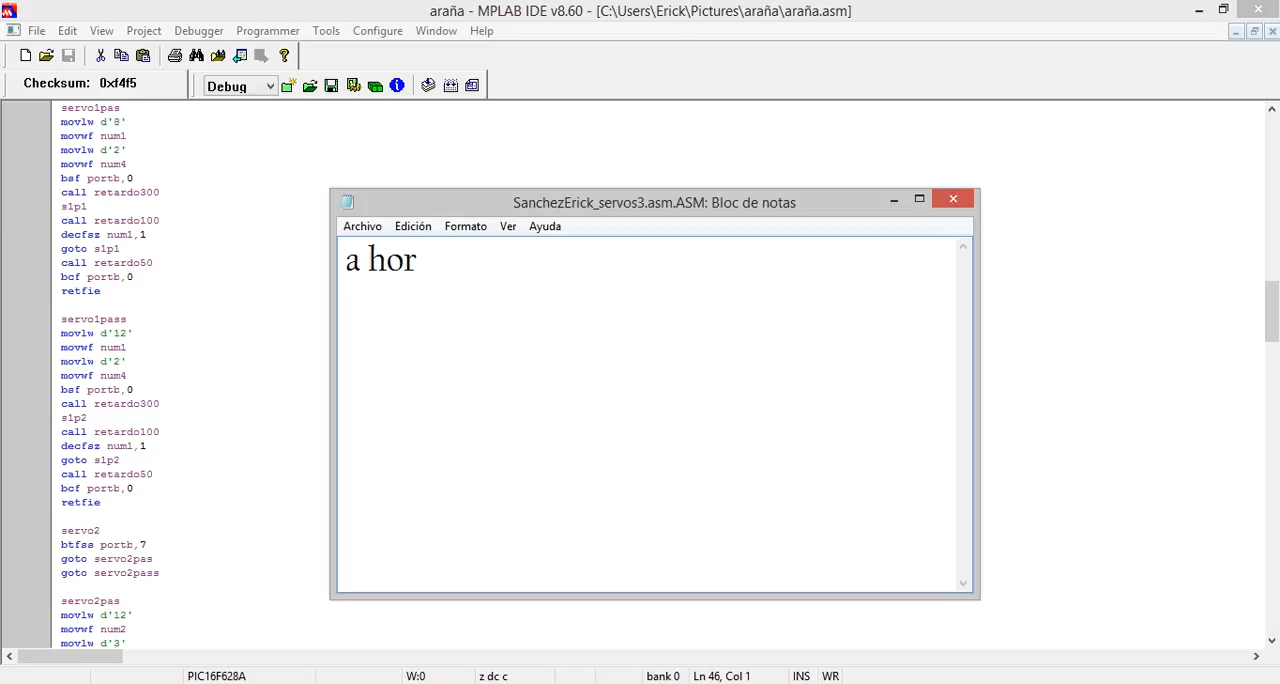 araña - MPLAB IDE v8.60 - [C:\Users\Erick\Pictures\araña\araña.asm]
File Edit View Project Debugger Programmer Tools Configure Window Help
Checksum: 0xf4f5
Debug
servo1pas
movlw d'8'
movwf num1
movlw d'2'
movwf num4
bsf portb,0
call retardo300
s1p1
call retardo100
decfsz num1,1
goto s1p1
call retardo50
bcf portb,0
retfie
servo1pass
movlw d'12'
movwf num1
movlw d'2'
movwf num4
bsf portb,0
call retardo300
s1p2
call retardo100
decfsz num1,1
goto s1p2
call retardo50
bcf portb,0
retfie
servo2
btfss portb,7
goto servo2pas
goto servo2pass
servo2pas
movlw d'12'
movwf num2
movlw d'3'
SanchezErick_servos3.asm.ASM: Bloc de notas
Archivo Edición Formato Ver Ayuda
a hor
PIC16F628A W:0 z dc c bank 0 Ln 46, Col 1 INS WR